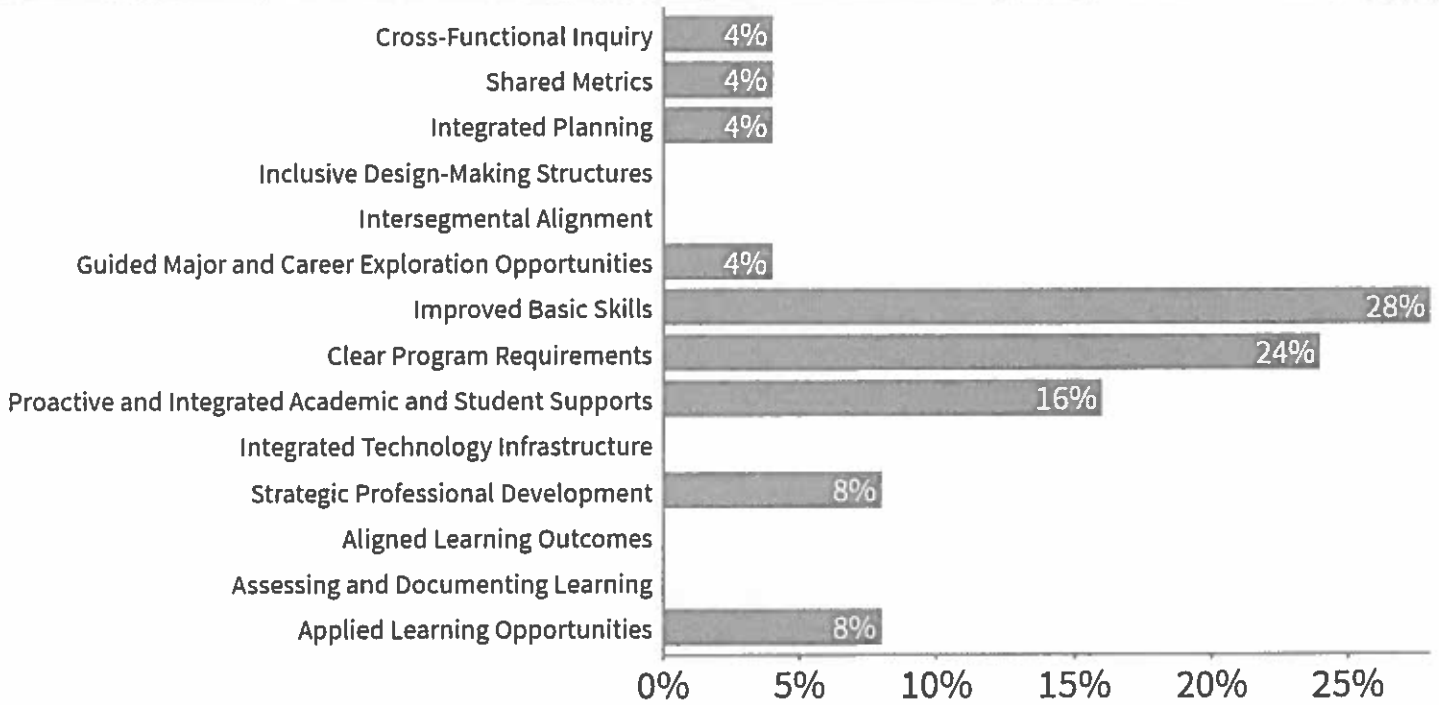 Cross-Functional Inquiry 4%
Shared Metrics 4%
Integrated Planning 4%
Inclusive Design-Making Structures
Intersegmental Alignment
Guided Major and Career Exploration Opportunities 4%
Improved Basic Skills 28%
Clear Program Requirements 24%
Proactive and Integrated Academic and Student Supports 16%
Integrated Technology Infrastructure
Strategic Professional Development 8%
Aligned Learning Outcomes
Assessing and Documenting Learning
Applied Learning Opportunities 8%
0% 5% 10% 15% 20% 25%